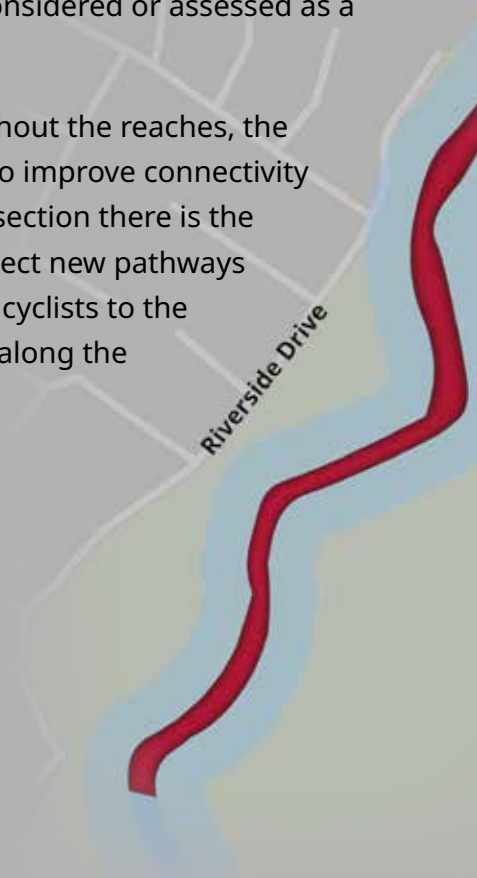 onsidered or assessed as a
hout the reaches, the
o improve connectivity
section there is the
ect new pathways
cyclists to the
along the
Riverside Drive